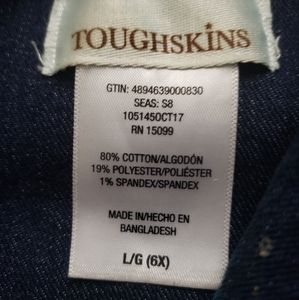 TOUGHSKINS
GTIN: 4894639000830
SEAS: S8
105145OCT17
RN 15099
80% COTTON/ALGODÓN
19% POLYESTER/POLIÉSTER
1% SPANDEX/SPANDEX
MADE IN/HECHO EN
BANGLADESH
L/G (6X)